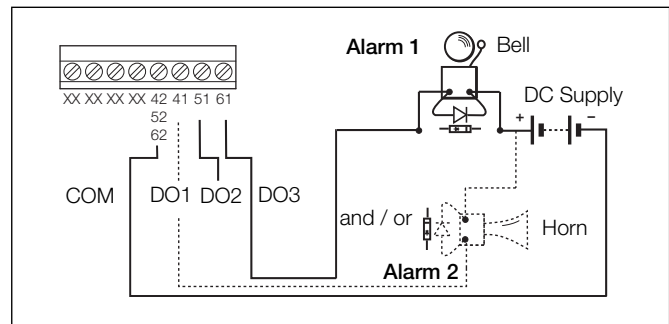 Alarm 1
Bell
XX XX XX XX 42 41 51 61
52
62
DC Supply
+ −
COM DO1 DO2 DO3
and / or
Horn
Alarm 2